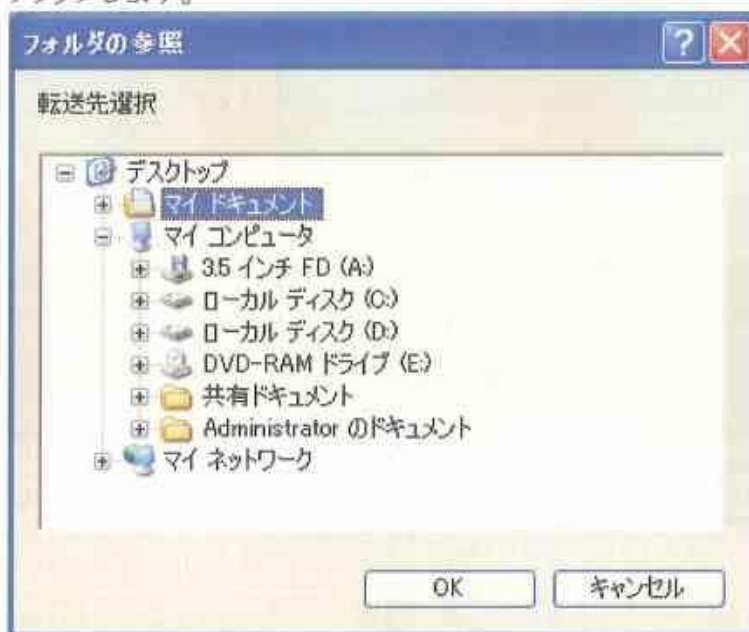 フォルダの参照
転送先選択
デスクトップ
マイ ドキュメント
マイ コンピュータ
3.5 インチ FD (A:)
ローカル ディスク (C:)
ローカル ディスク (D:)
DVD-RAM ドライブ (E:)
共有ドキュメント
Administrator のドキュメント
マイ ネットワーク
OK
キャンセル